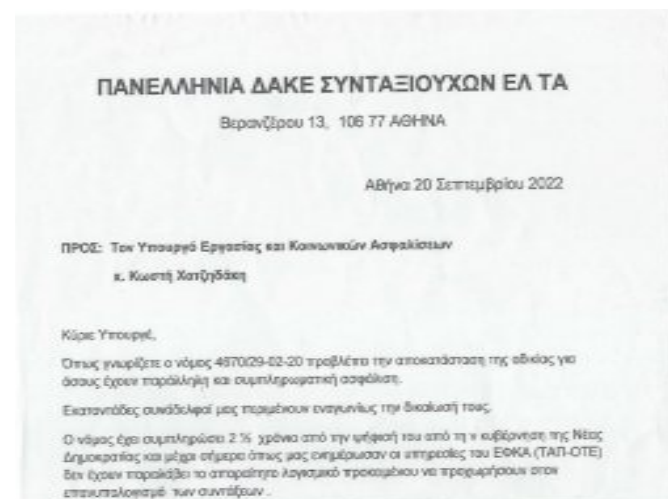 ΠΑΝΕΛΛΗΝΙΑ ΔΑΚΕ ΣΥΝΤΑΞΙΟΥΧΩΝ ΕΛ ΤΑ
Βερανζέρου 13, 106 77 ΑΘΗΝΑ
Αθήνα 20 Σεπτεμβρίου 2022
ΠΡΟΣ: Τον Υπουργό Εργασίας και Κοινωνικών Ασφαλίσεων
κ. Κωστή Χατζηδάκη
Κύριε Υπουργέ,
Όπως γνωρίζετε ο νόμος 4670/29-02-20 προβλέπει την αποκατάσταση της αδικίας για
όσους έχουν παράλληλη και συμπληρωματική ασφάλιση.
Εκατοντάδες συνάδελφοί μας περιμένουν εναγωνίως την δικαίωσή τους.
Ο νόμος έχει συμπληρώσει 2 ½ χρόνια από την ψήφισή του από τη ν κυβέρνηση της Νέας
Δημοκρατίας και μέχρι σήμερα όπως μας ενημέρωσαν οι υπηρεσίες του ΕΦΚΑ (ΤΑΠ-ΟΤΕ)
δεν έχουν παραλάβει το απαραίτητο λογισμικό προκειμένου να προχωρήσουν στον
επανυπολογισμό των συντάξεων .